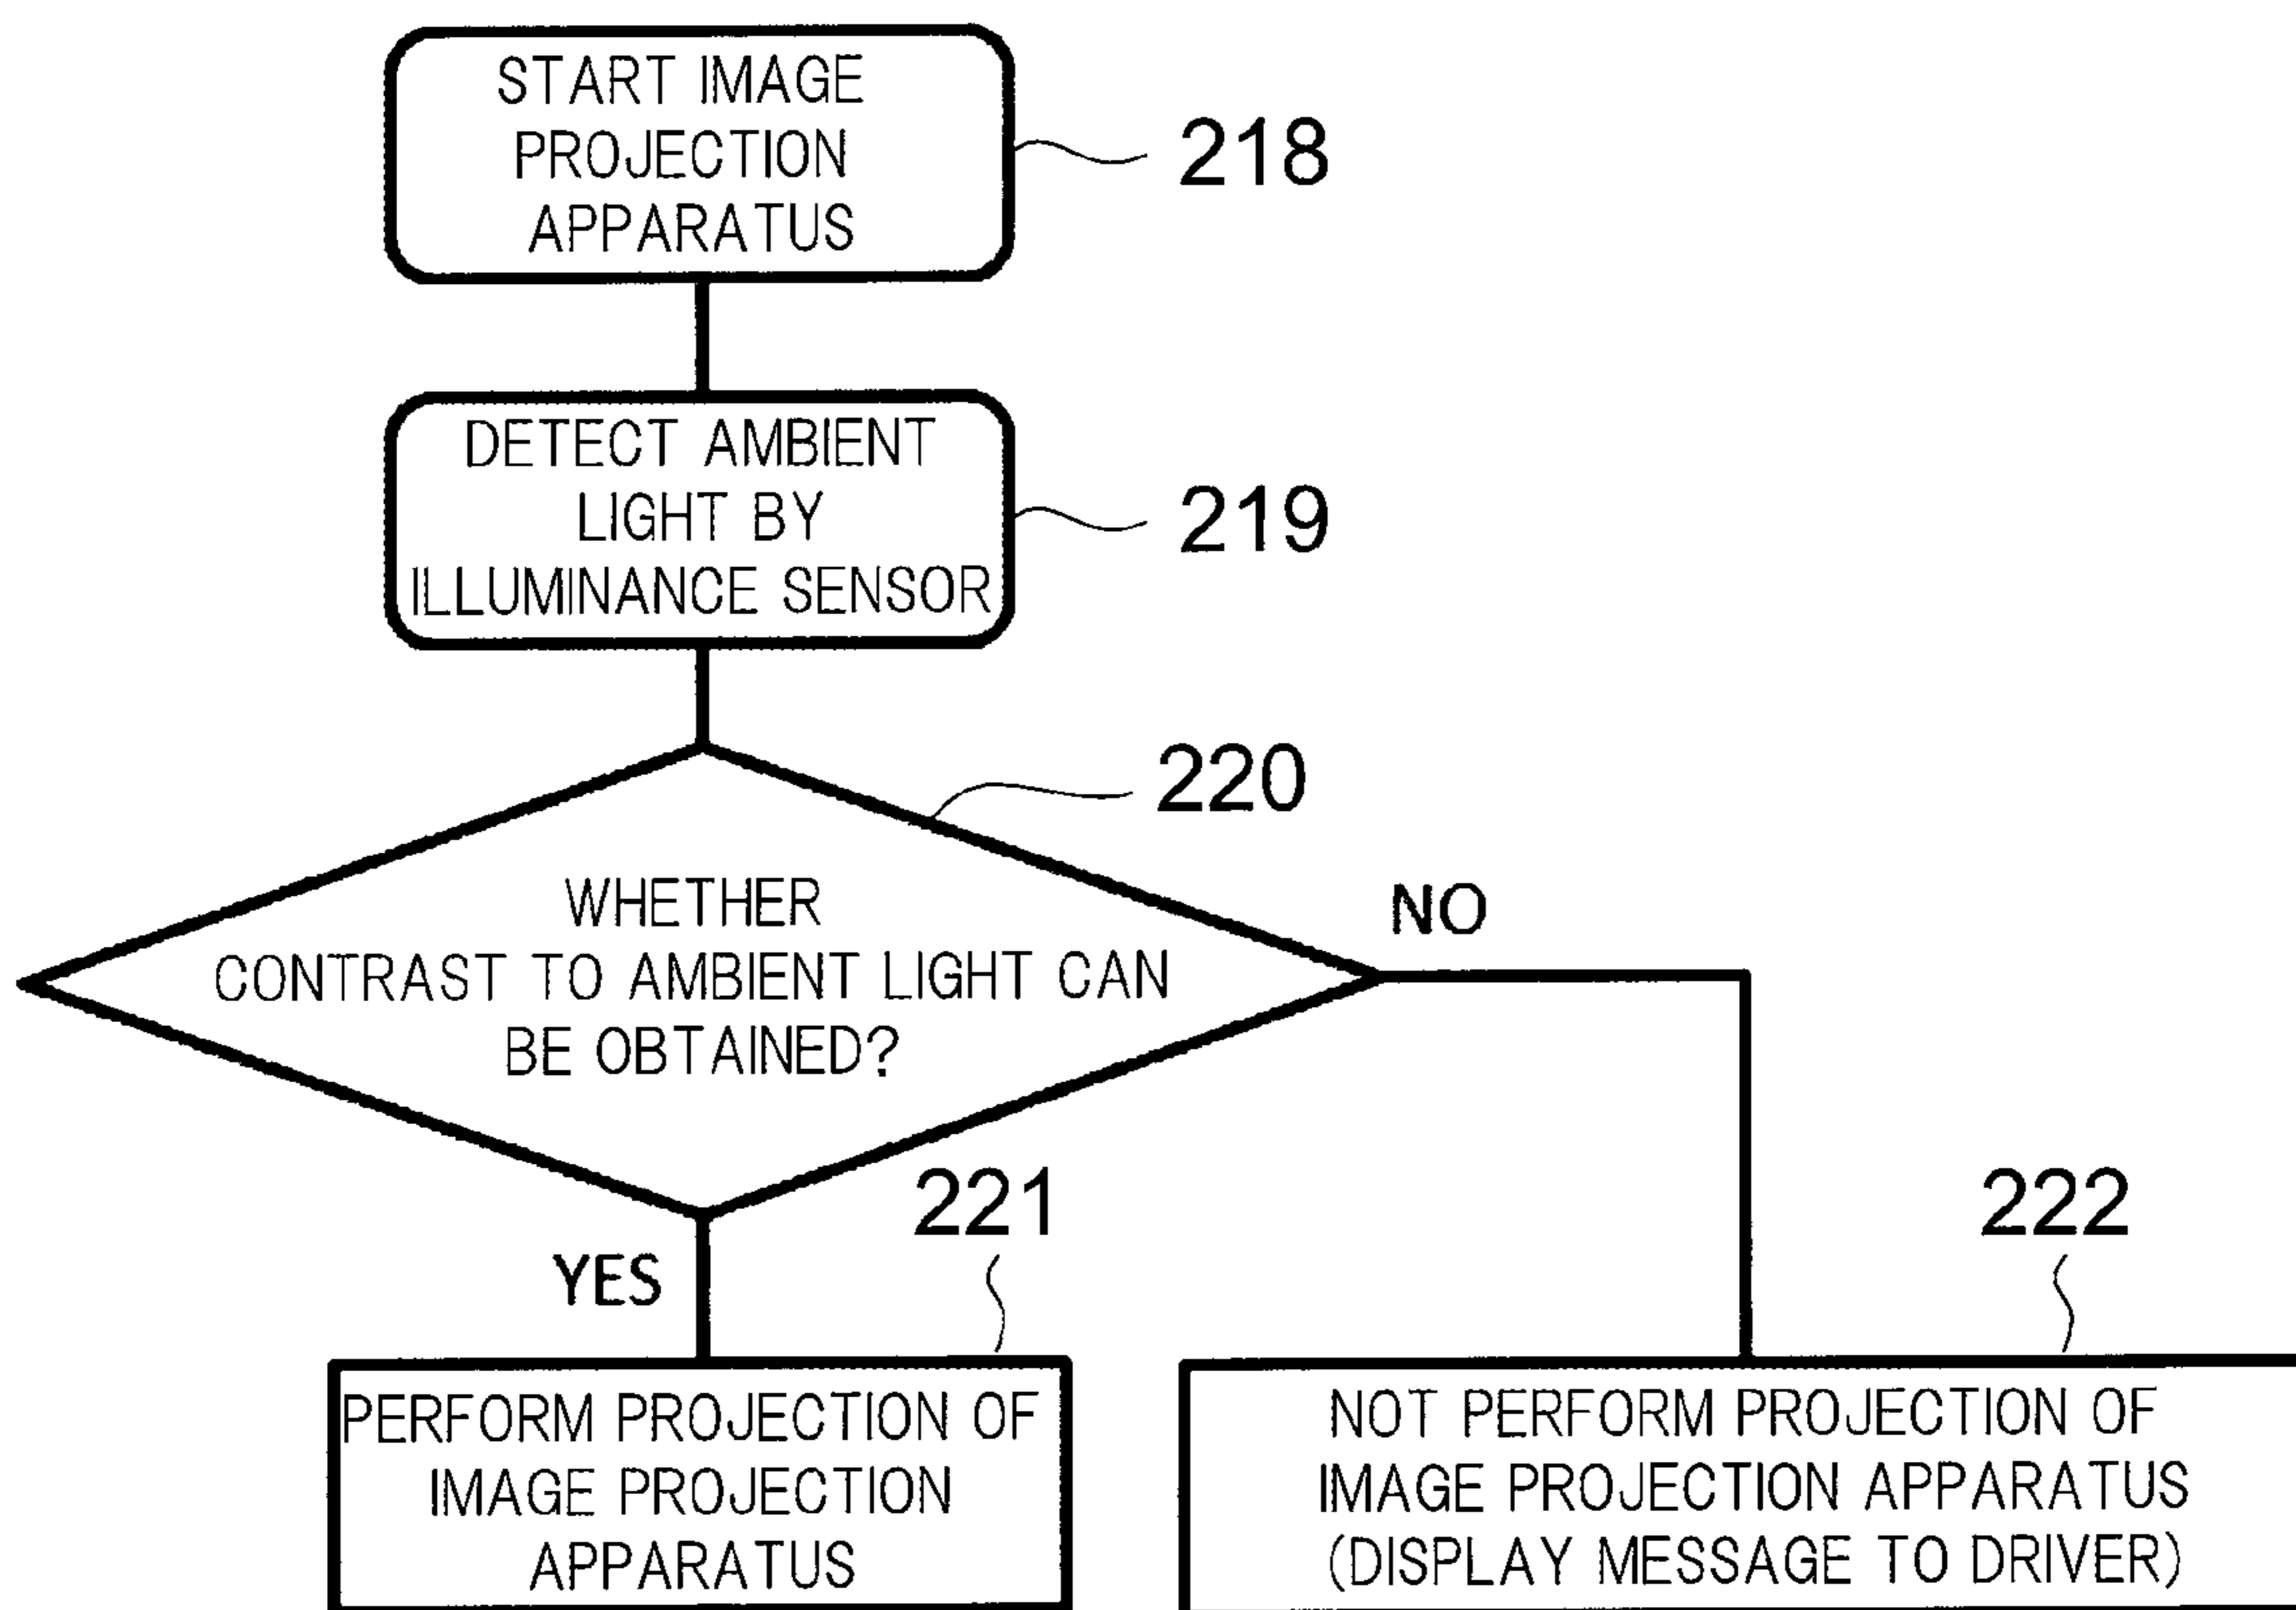 START IMAGE
PROJECTION
APPARATUS
218
DETECT AMBIENT
LIGHT BY
ILLUMINANCE SENSOR
219
220
WHETHER
CONTRAST TO AMBIENT LIGHT CAN
BE OBTAINED?
NO
YES
221
PERFORM PROJECTION OF
IMAGE PROJECTION
APPARATUS
222
NOT PERFORM PROJECTION OF
IMAGE PROJECTION APPARATUS
(DISPLAY MESSAGE TO DRIVER)